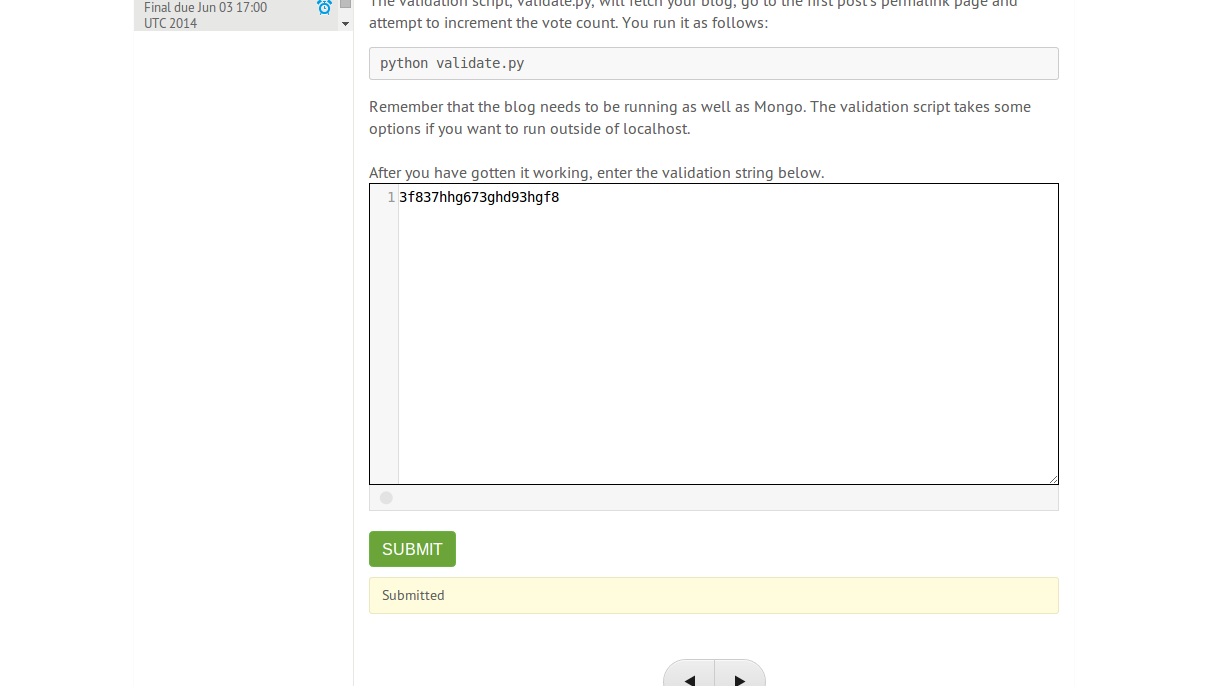 Final due Jun 03 17:00
UTC 2014
The validation script, validate.py, will fetch your blog, go to the first post's permalink page and
attempt to increment the vote count. You run it as follows:
python validate.py
Remember that the blog needs to be running as well as Mongo. The validation script takes some
options if you want to run outside of localhost.
After you have gotten it working, enter the validation string below.
1 3f837hhg673ghd93hgf8
SUBMIT
Submitted